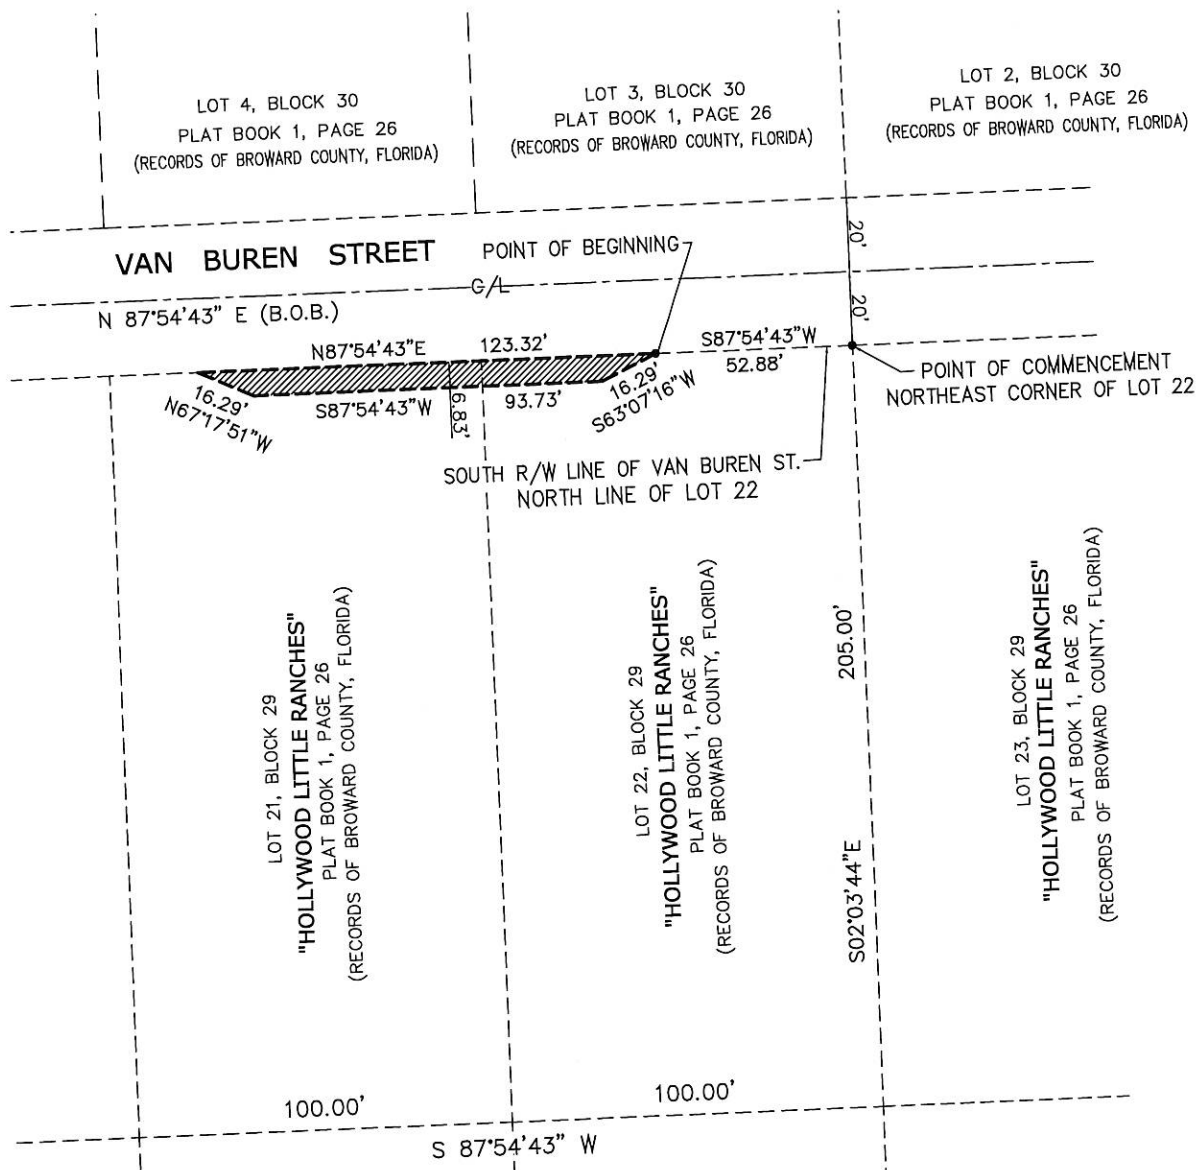 LOT 4, BLOCK 30
PLAT BOOK 1, PAGE 26
(RECORDS OF BROWARD COUNTY, FLORIDA)
LOT 3, BLOCK 30
PLAT BOOK 1, PAGE 26
(RECORDS OF BROWARD COUNTY, FLORIDA)
LOT 2, BLOCK 30
PLAT BOOK 1, PAGE 26
(RECORDS OF BROWARD COUNTY, FLORIDA)
VAN BUREN STREET
POINT OF BEGINNING
20'
C/L
N 87°54'43" E (B.O.B.)
20'
N87°54'43"E
123.32'
S87°54'43"W
52.88'
POINT OF COMMENCEMENT
NORTHEAST CORNER OF LOT 22
16.29'
N67°17'51"W
S87°54'43"W
6.83'
93.73'
16.29'
S63°07'16"W
SOUTH R/W LINE OF VAN BUREN ST.
NORTH LINE OF LOT 22
LOT 21, BLOCK 29
"HOLLYWOOD LITTLE RANCHES"
PLAT BOOK 1, PAGE 26
(RECORDS OF BROWARD COUNTY, FLORIDA)
LOT 22, BLOCK 29
"HOLLYWOOD LITTLE RANCHES"
PLAT BOOK 1, PAGE 26
(RECORDS OF BROWARD COUNTY, FLORIDA)
205.00'
S02°03'44"E
LOT 23, BLOCK 29
"HOLLYWOOD LITTLE RANCHES"
PLAT BOOK 1, PAGE 26
(RECORDS OF BROWARD COUNTY, FLORIDA)
100.00'
100.00'
S 87°54'43" W